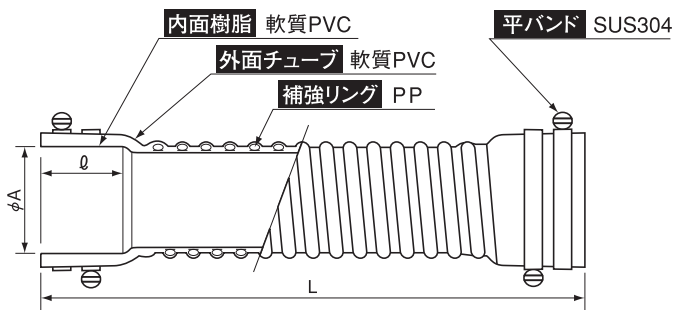 内面樹脂 軟質PVC
平バンド SUS304
外面チューブ 軟質PVC
補強リング PP
ℓ
φA
L